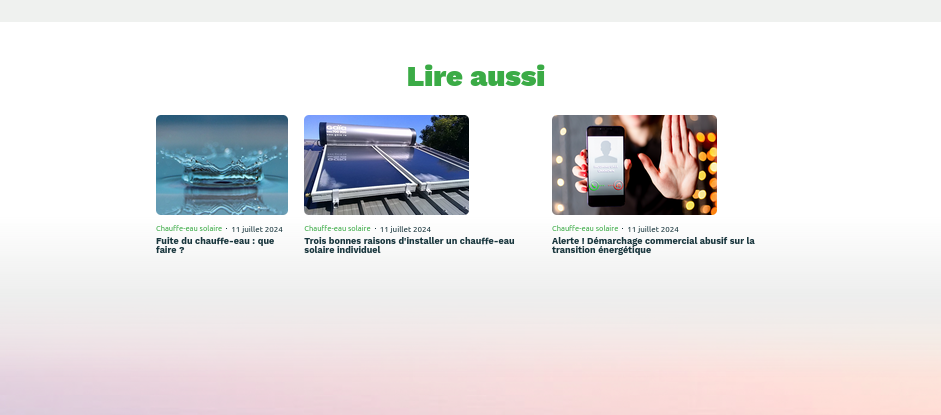 Lire aussi
Chauffe-eau solaire · 11 juillet 2024
Fuite du chauffe-eau : que
faire ?
Chauffe-eau solaire · 11 juillet 2024
Trois bonnes raisons d'installer un chauffe-eau
solaire individuel
Chauffe-eau solaire · 11 juillet 2024
Alerte ! Démarchage commercial abusif sur la
transition énergétique